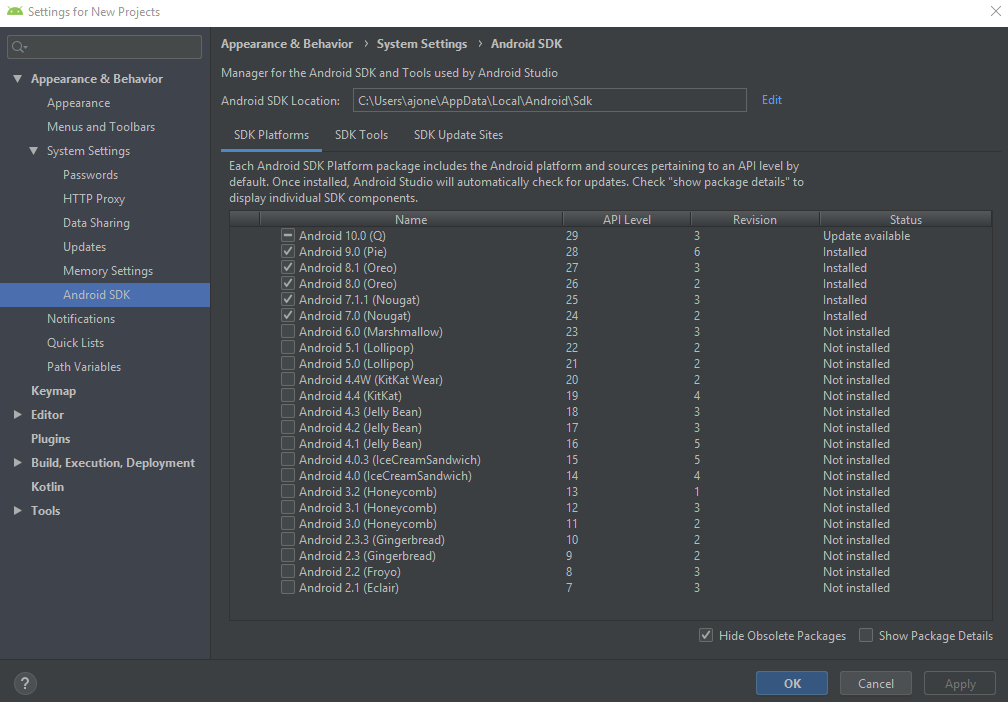 Settings for New Projects
Appearance & Behavior
Appearance
Menus and Toolbars
System Settings
Passwords
HTTP Proxy
Data Sharing
Updates
Memory Settings
Android SDK
Notifications
Quick Lists
Path Variables
Keymap
Editor
Plugins
Build, Execution, Deployment
Kotlin
Tools
Appearance & Behavior › System Settings › Android SDK
Manager for the Android SDK and Tools used by Android Studio
Android SDK Location: C:\Users\ajone\AppData\Local\Android\Sdk Edit
SDK Platforms SDK Tools SDK Update Sites
Each Android SDK Platform package includes the Android platform and sources pertaining to an API level by
default. Once installed, Android Studio will automatically check for updates. Check "show package details" to
display individual SDK components.
Name API Level Revision Status
Android 10.0 (Q) 29 3 Update available
Android 9.0 (Pie) 28 6 Installed
Android 8.1 (Oreo) 27 3 Installed
Android 8.0 (Oreo) 26 2 Installed
Android 7.1.1 (Nougat) 25 3 Installed
Android 7.0 (Nougat) 24 2 Installed
Android 6.0 (Marshmallow) 23 3 Not installed
Android 5.1 (Lollipop) 22 2 Not installed
Android 5.0 (Lollipop) 21 2 Not installed
Android 4.4W (KitKat Wear) 20 2 Not installed
Android 4.4 (KitKat) 19 4 Not installed
Android 4.3 (Jelly Bean) 18 3 Not installed
Android 4.2 (Jelly Bean) 17 3 Not installed
Android 4.1 (Jelly Bean) 16 5 Not installed
Android 4.0.3 (IceCreamSandwich) 15 5 Not installed
Android 4.0 (IceCreamSandwich) 14 4 Not installed
Android 3.2 (Honeycomb) 13 1 Not installed
Android 3.1 (Honeycomb) 12 3 Not installed
Android 3.0 (Honeycomb) 11 2 Not installed
Android 2.3.3 (Gingerbread) 10 2 Not installed
Android 2.3 (Gingerbread) 9 2 Not installed
Android 2.2 (Froyo) 8 3 Not installed
Android 2.1 (Eclair) 7 3 Not installed
Hide Obsolete Packages Show Package Details
? OK Cancel Apply